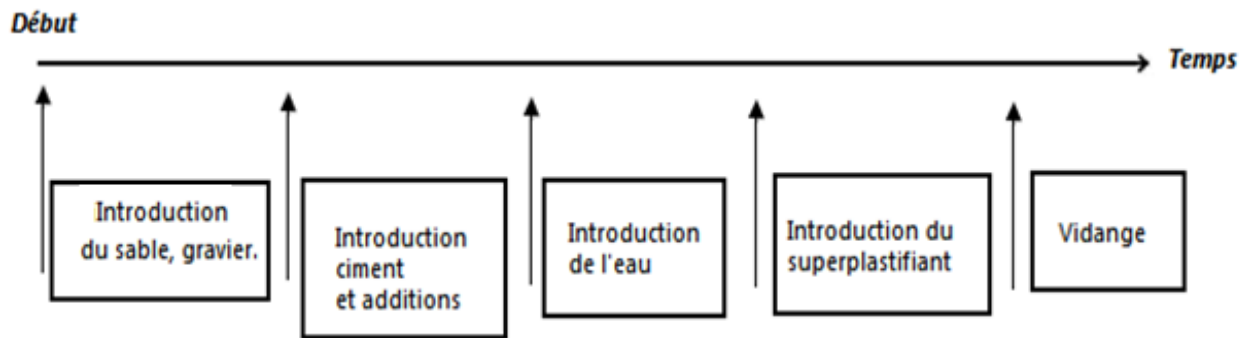 Début
Temps
Introduction
du sable, gravier.
Introduction
ciment
et additions
Introduction
de l'eau
Introduction du
superplastifiant
Vidange